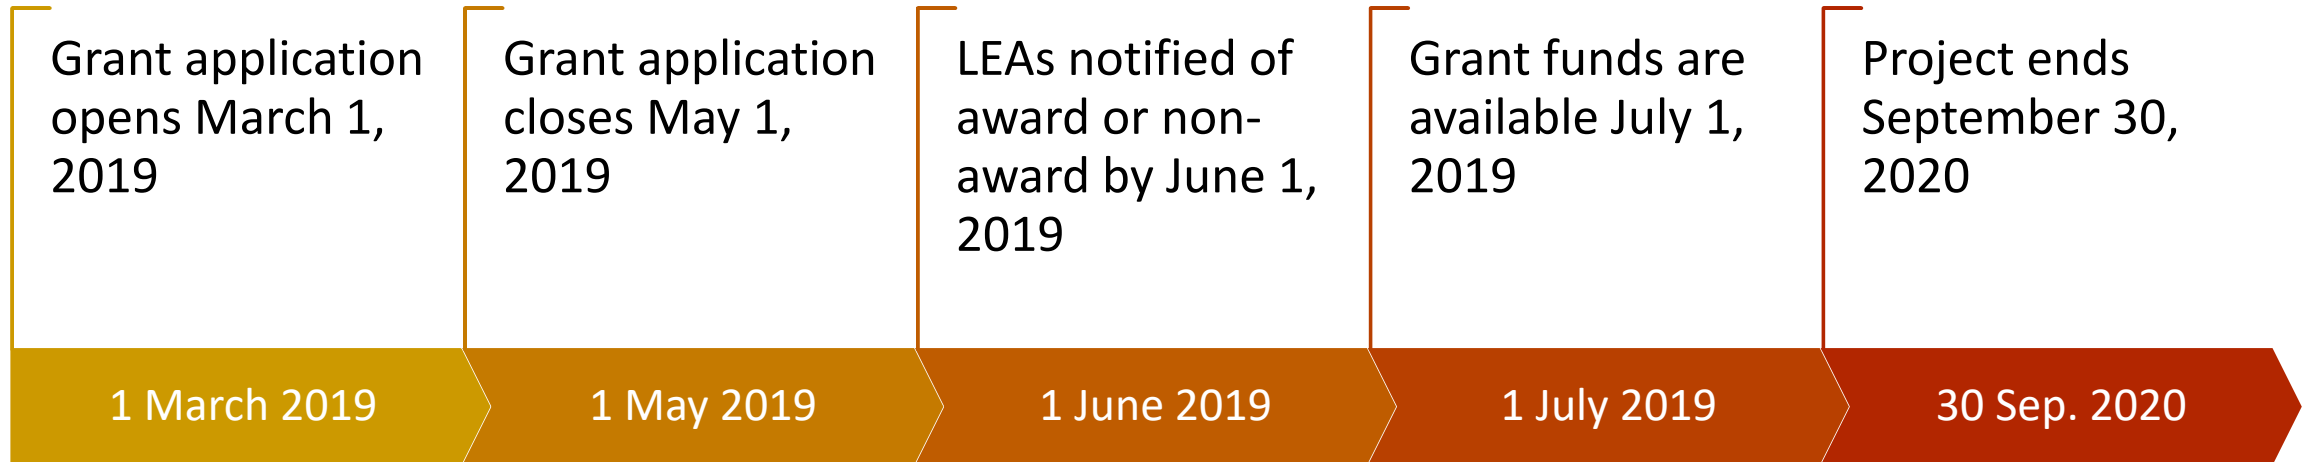 Grant application
opens March 1,
2019
Grant application
closes May 1,
2019
LEAs notified of
award or non-
award by June 1,
2019
Grant funds are
available July 1,
2019
Project ends
September 30,
2020
1 March 2019
1 May 2019
1 June 2019
1 July 2019
30 Sep. 2020